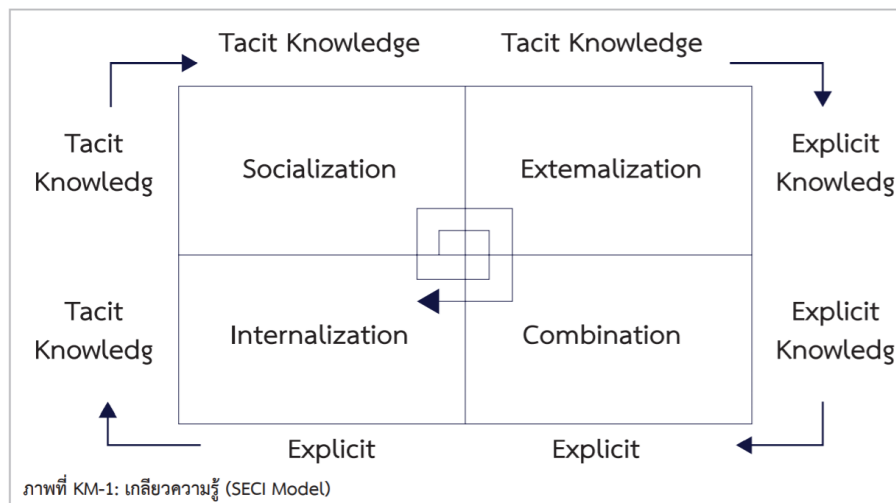 Tacit Knowledge
Tacit Knowledge
Tacit
Knowledg
Socialization
Extemalization
Explicit
Knowledg
Tacit
Knowledg
Internalization
Combination
Explicit
Knowledg
Explicit
Explicit
ภาพที่ KM-1: เกลียวความรู้ (SECI Model)